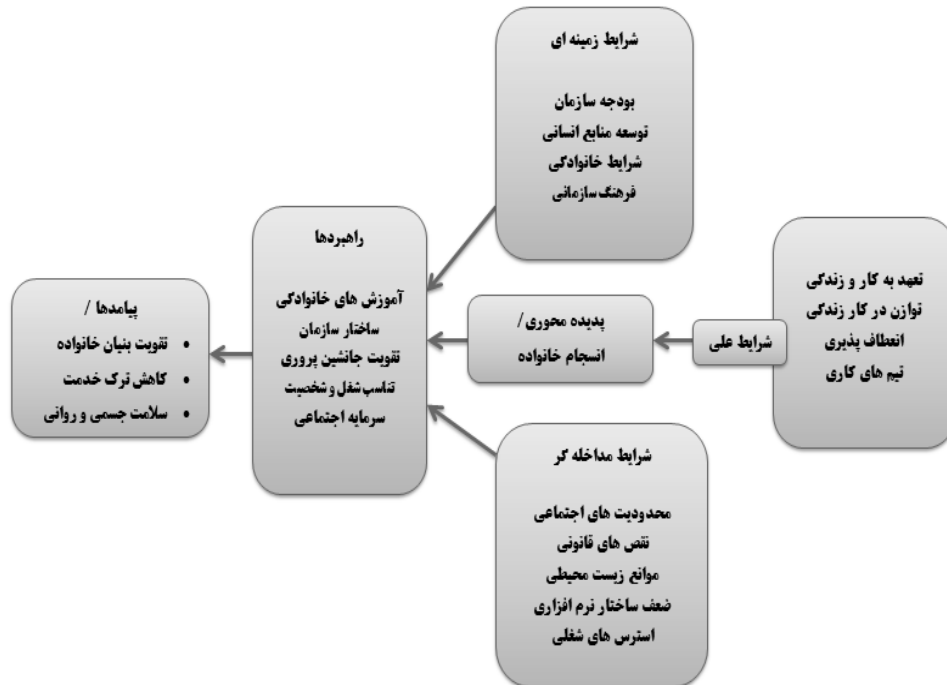 شرایط زمینه ای
بودجه سازمان
توسعه منابع انسانی
شرایط خانوادگی
فرهنگ سازمانی
تعهد به کار و زندگی
توازن در کار زندگی
انعطاف پذیری
تیم های کاری
شرایط علی
پدیده محوری/
انسجام خانواده
راهبردها
آموزش های خانوادگی
ساختار سازمان
تقویت جانشین پروری
تناسب شغل و شخصیت
سرمایه اجتماعی
پیامدها /
• تقویت بنیان خانواده
• کاهش ترک خدمت
• سلامت جسمی و روانی
شرایط مداخله گر
محدودیت های اجتماعی
نقص های قانونی
موانع زیست محیطی
ضعف ساختار نرم افزاری
استرس های شغلی